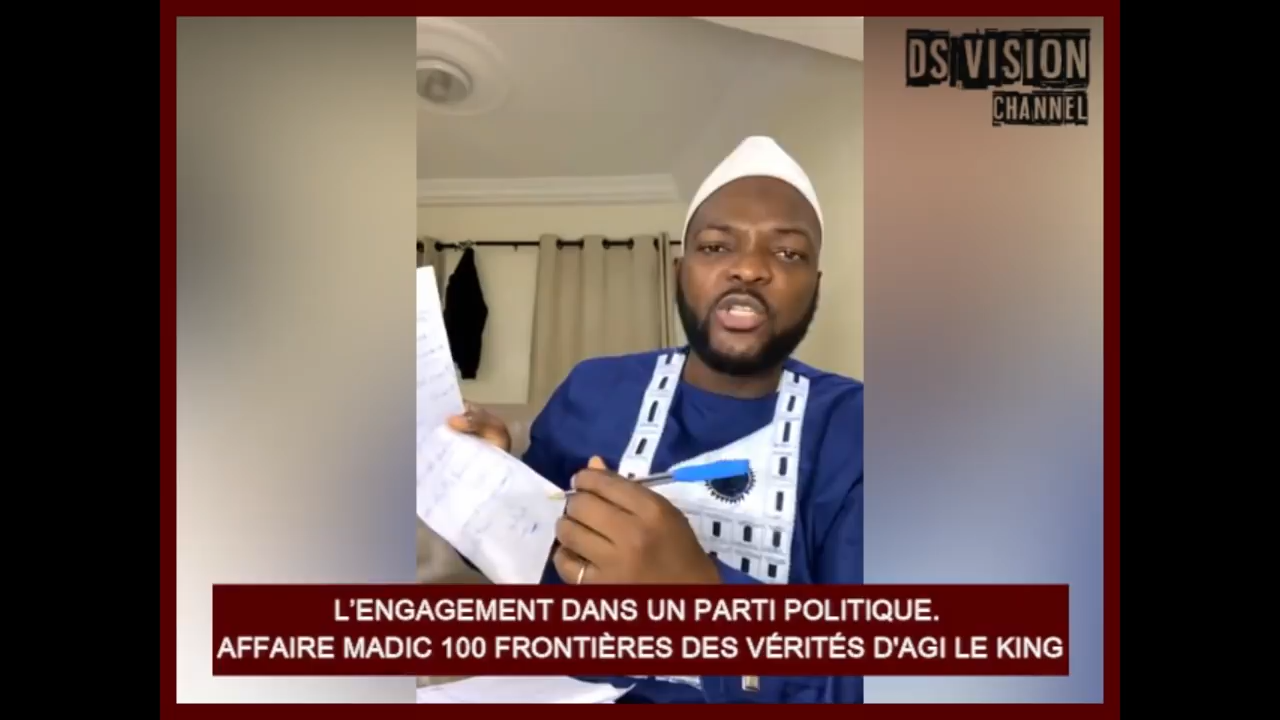 DS VISION
CHANNEL
L'ENGAGEMENT DANS UN PARTI POLITIQUE.
AFFAIRE MADIC 100 FRONTIÈRES DES VÉRITÉS D'AGI LE KING